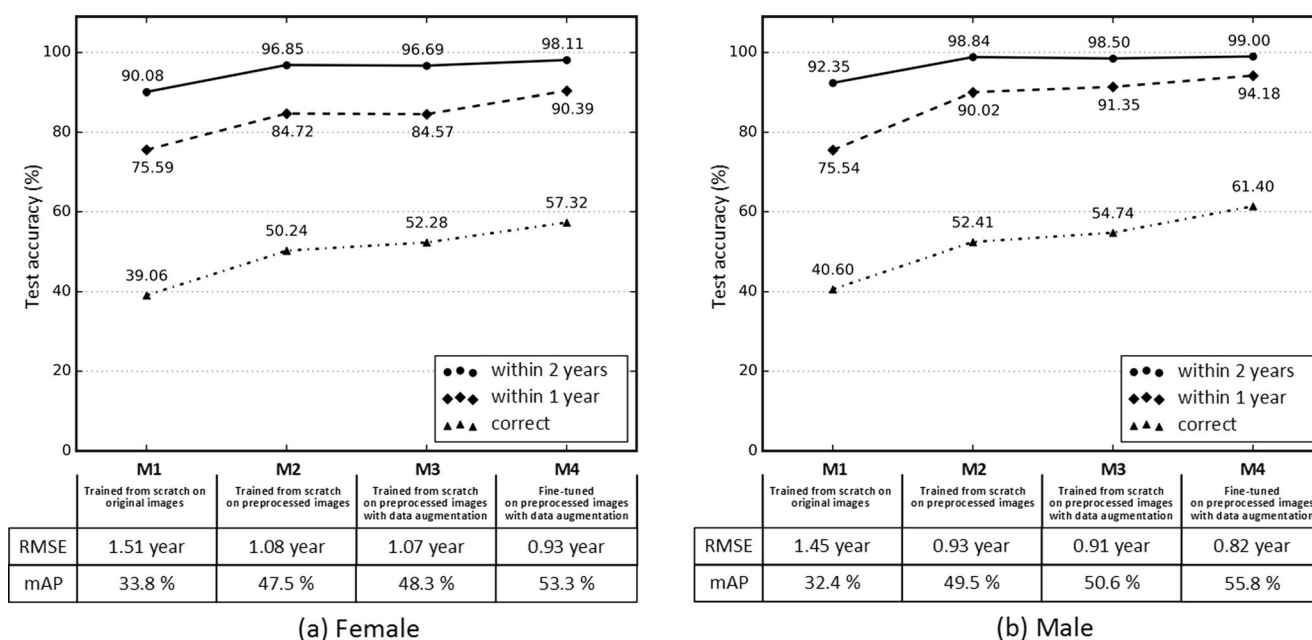 Test accuracy (%)
100
80
60
40
20
0
90.08
96.85
96.69
98.11
75.59
84.72
84.57
90.39
39.06
50.24
52.28
57.32
within 2 years
within 1 year
correct
M1 M2 M3 M4
Trained from scratch on
original images
Trained from scratch
on preprocessed images
Trained from scratch
on preprocessed images
with data augmentation
Fine-tuned
on preprocessed images
with data augmentation
RMSE 1.51 year 1.08 year 1.07 year 0.93 year
mAP 33.8 % 47.5 % 48.3 % 53.3 %
(a) Female
Test accuracy (%)
100
80
60
40
20
0
92.35
98.84
98.50
99.00
75.54
90.02
91.35
94.18
40.60
52.41
54.74
61.40
within 2 years
within 1 year
correct
M1 M2 M3 M4
Trained from scratch on
original images
Trained from scratch
on preprocessed images
Trained from scratch
on preprocessed images
with data augmentation
Fine-tuned
on preprocessed images
with data augmentation
RMSE 1.45 year 0.93 year 0.91 year 0.82 year
mAP 32.4 % 49.5 % 50.6 % 55.8 %
(b) Male